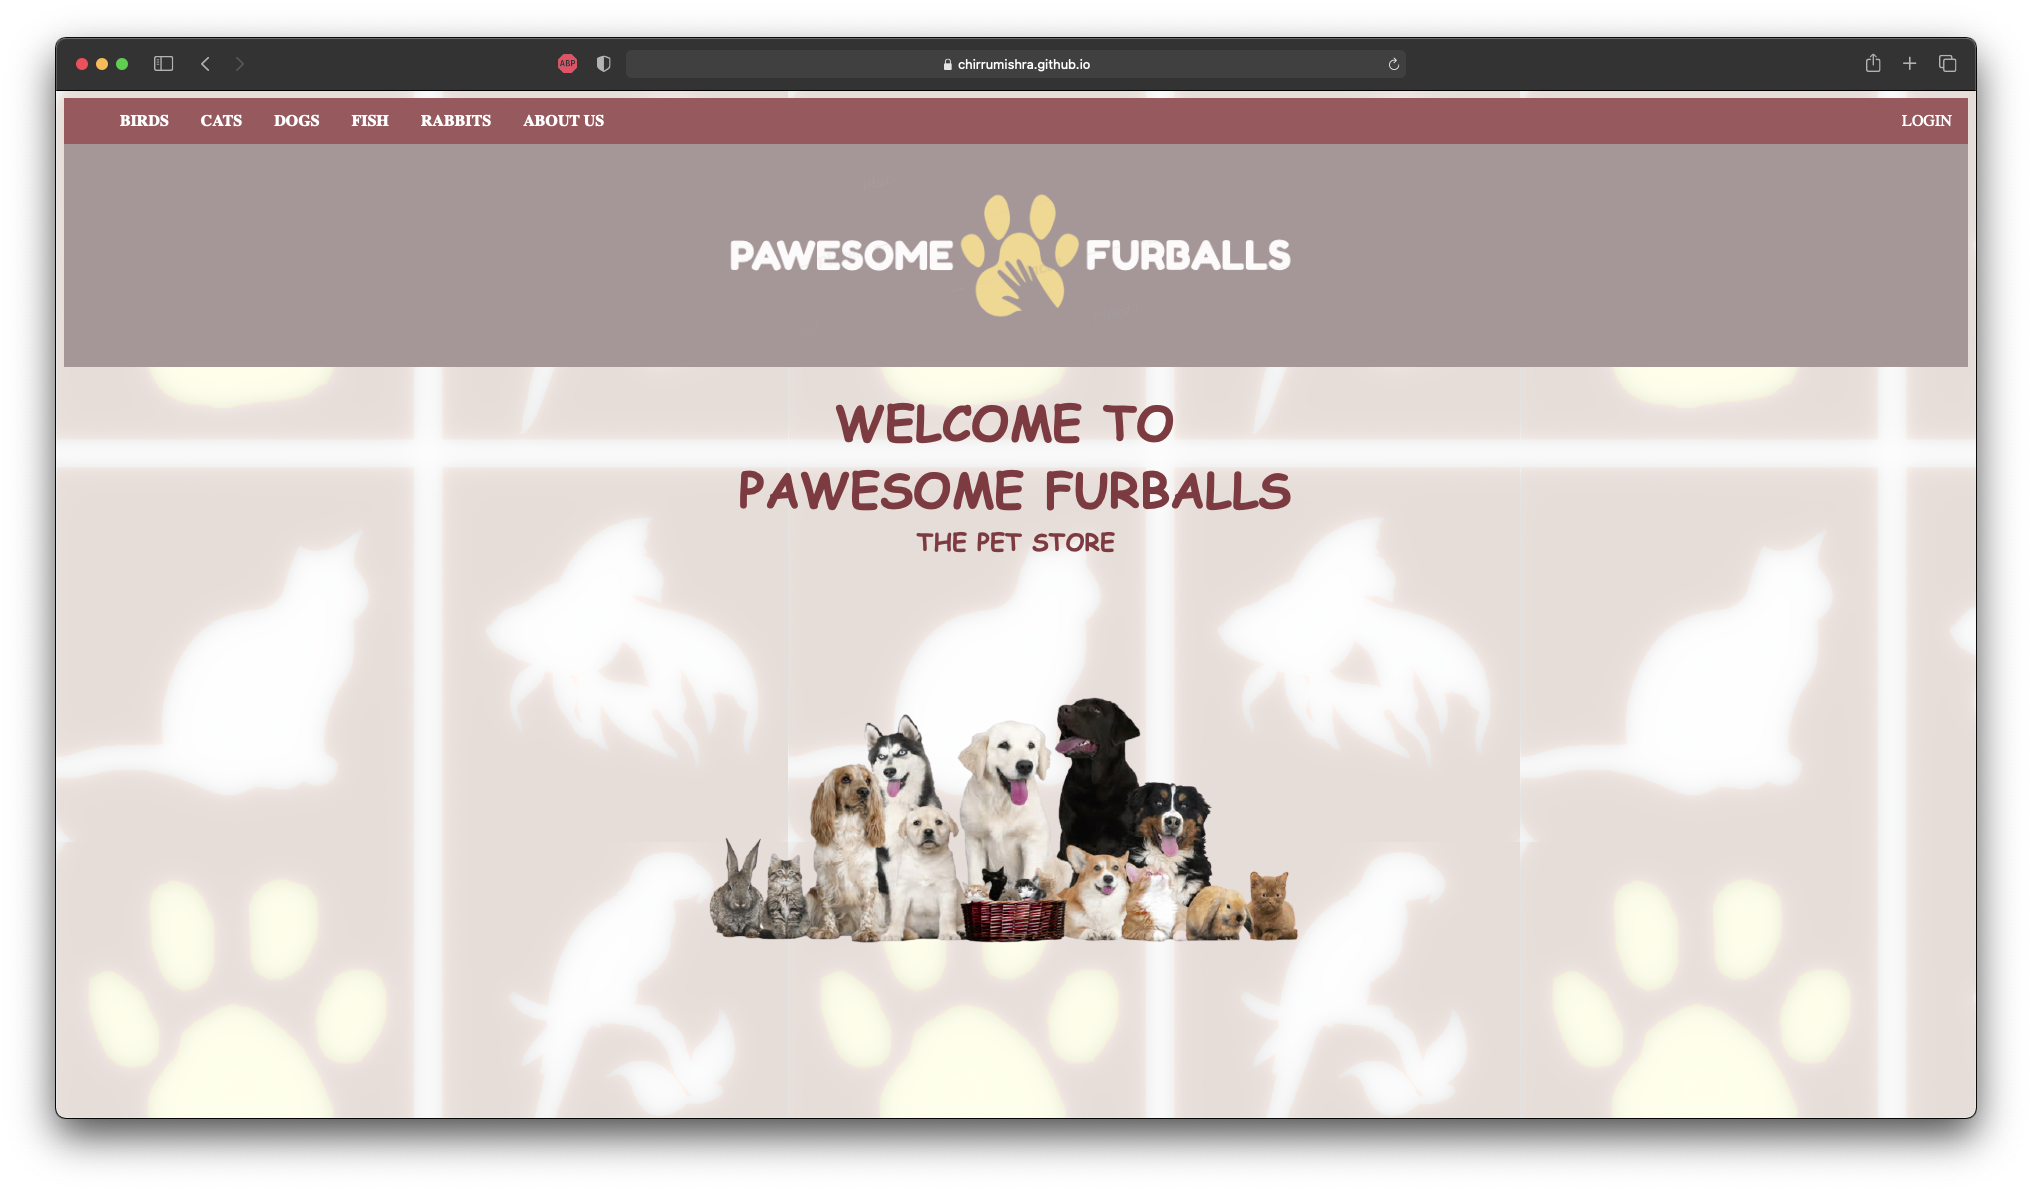 ABP
chirrumishra.github.io
BIRDS CATS DOGS FISH RABBITS ABOUT US LOGIN
PAWESOME FURBALLS
WELCOME TO
PAWESOME FURBALLS
THE PET STORE